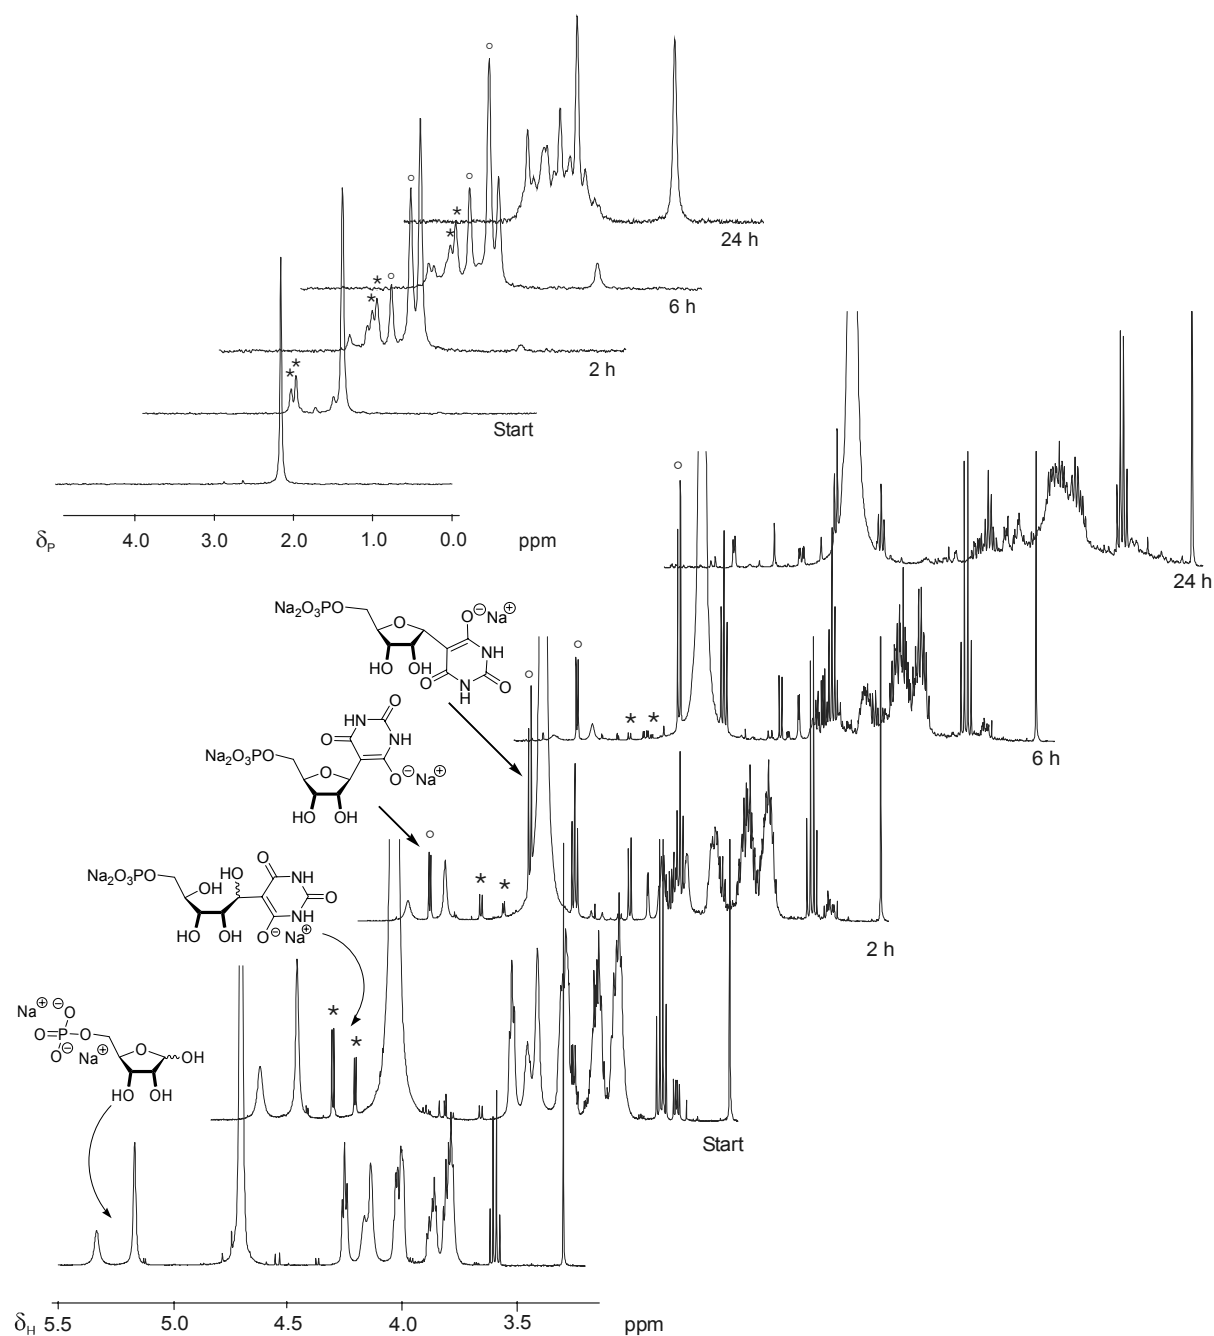 24 h
6 h
2 h
Start
4.0 3.0 2.0 1.0 0.0
δP ppm
24 h
Na2O3PO O O⊖Na⊕
NH
HO OH O N H O
O
HN NH
O
Na2O3PO O O⊖Na⊕
HO OH
6 h
O
HO NH
Na2O3PO OH O
NH
HO OH O⊖ Na⊕
2 h
Na⊕ ⊖O
O=P-O O OH
O⊖ Na⊕
HO OH
Start
δH 5.5 5.0 4.5 4.0 3.5 ppm